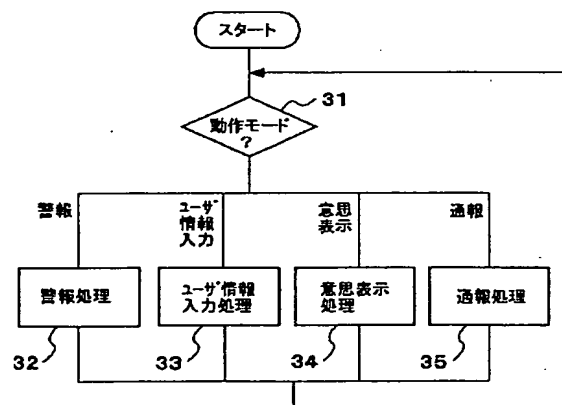 スタート
31
動作モード
?
警報
ユーザ
情報
入力
意思
表示
通報
警報処理
ユーザ情報
入力処理
意思表示
処理
通報処理
32
33
34
35